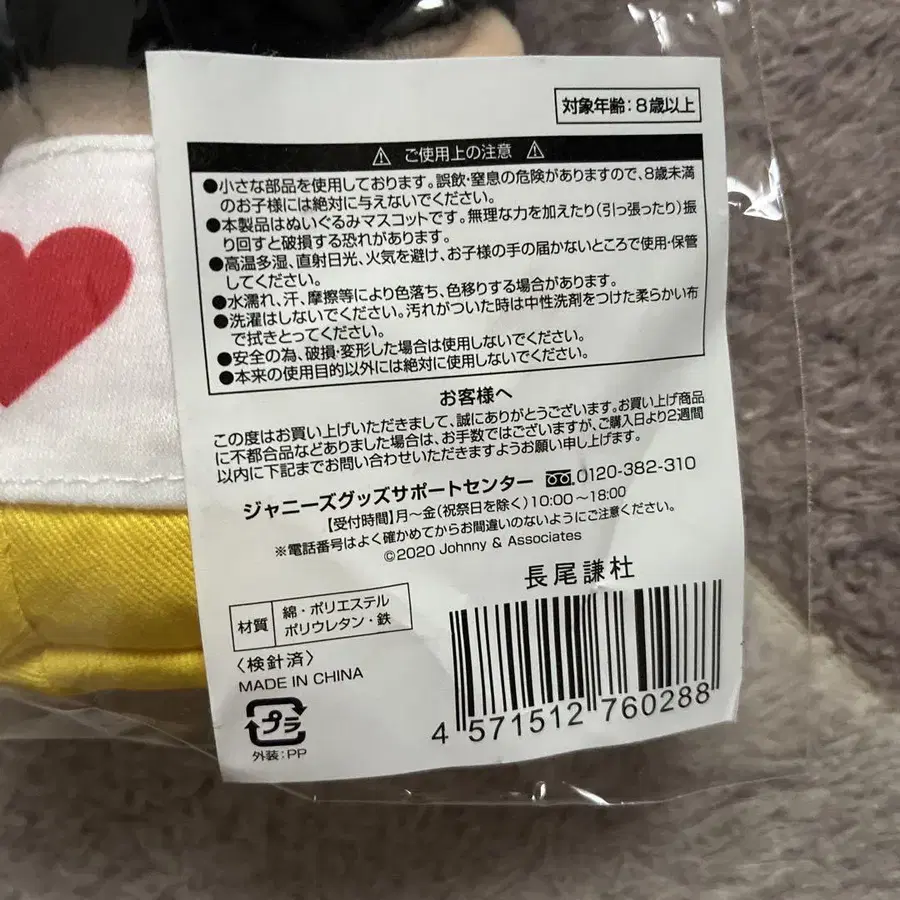 対象年齢:8歳以上
⚠ ご使用上の注意 ⚠
●小さな部品を使用しております。誤飲・窒息の危険がありますので、8歳未満
のお子様には絶対に与えないでください。
●本製品はぬいぐるみマスコットです。無理な力を加えたり(引っ張ったり)振
り回すと破損する恐れがあります。
●高温多湿、直射日光、火気を避け、お子様の手の届かないところで使用・保管
してください。
●水濡れ、汗、摩擦等により色落ち、色移りする場合があります。
●洗濯はしないでください。汚れがついた時は中性洗剤をつけた柔らかい布
で拭きとってください。
●安全の為、破損・変形した場合は使用しないでください。
●本来の使用目的以外には絶対に使用しないでください。
お客様へ
この度はお買い上げいただきまして、誠にありがとうございます。お買い上げ商品
に不都合品などありました場合は、お手数ではございますが、ご購入日より2週間
以内に下記までお問い合わせいただきますようお願い申し上げます。
ジャニーズグッズサポートセンター 0120-382-310
【受付時間】月〜金(祝祭日を除く)10:00〜18:00
※電話番号はよく確かめてからお間違いのないようにご注意ください。
©2020 Johnny & Associates
長尾謙杜
材質 綿・ポリエステル
ポリウレタン・鉄
〈検針済〉
MADE IN CHINA
プラ
外装:PP
4 571512 760288